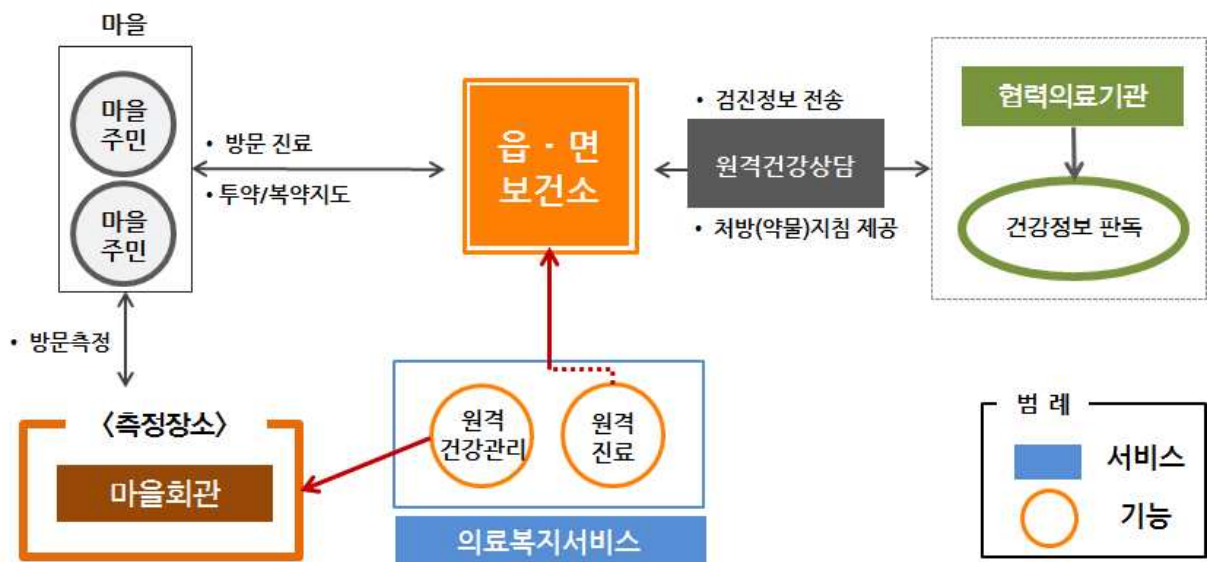 마을
마을
주민
마을
주민
• 방문 진료
• 투약/복약지도
읍 · 면
보건소
• 검진정보 전송
원격건강상담
• 처방(약물)지침 제공
협력의료기관
건강정보 판독
• 방문측정
〈측정장소〉
마을회관
원격
건강관리
원격
진료
의료복지서비스
범 례
서비스
기능